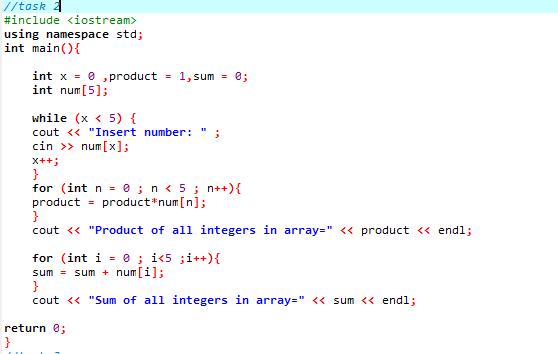 //task 2
#include <iostream>
using namespace std;
int main(){
int x = 0 ,product = 1,sum = 0;
int num[5];
while (x < 5) {
cout << "Insert number: " ;
cin >> num[x];
x++;
}
for (int n = 0 ; n < 5 ; n++){
product = product*num[n];
}
cout << "Product of all integers in array=" << product << endl;
for (int i = 0 ; i<5 ;i++){
sum = sum + num[i];
}
cout << "Sum of all integers in array=" << sum << endl;
return 0;
}